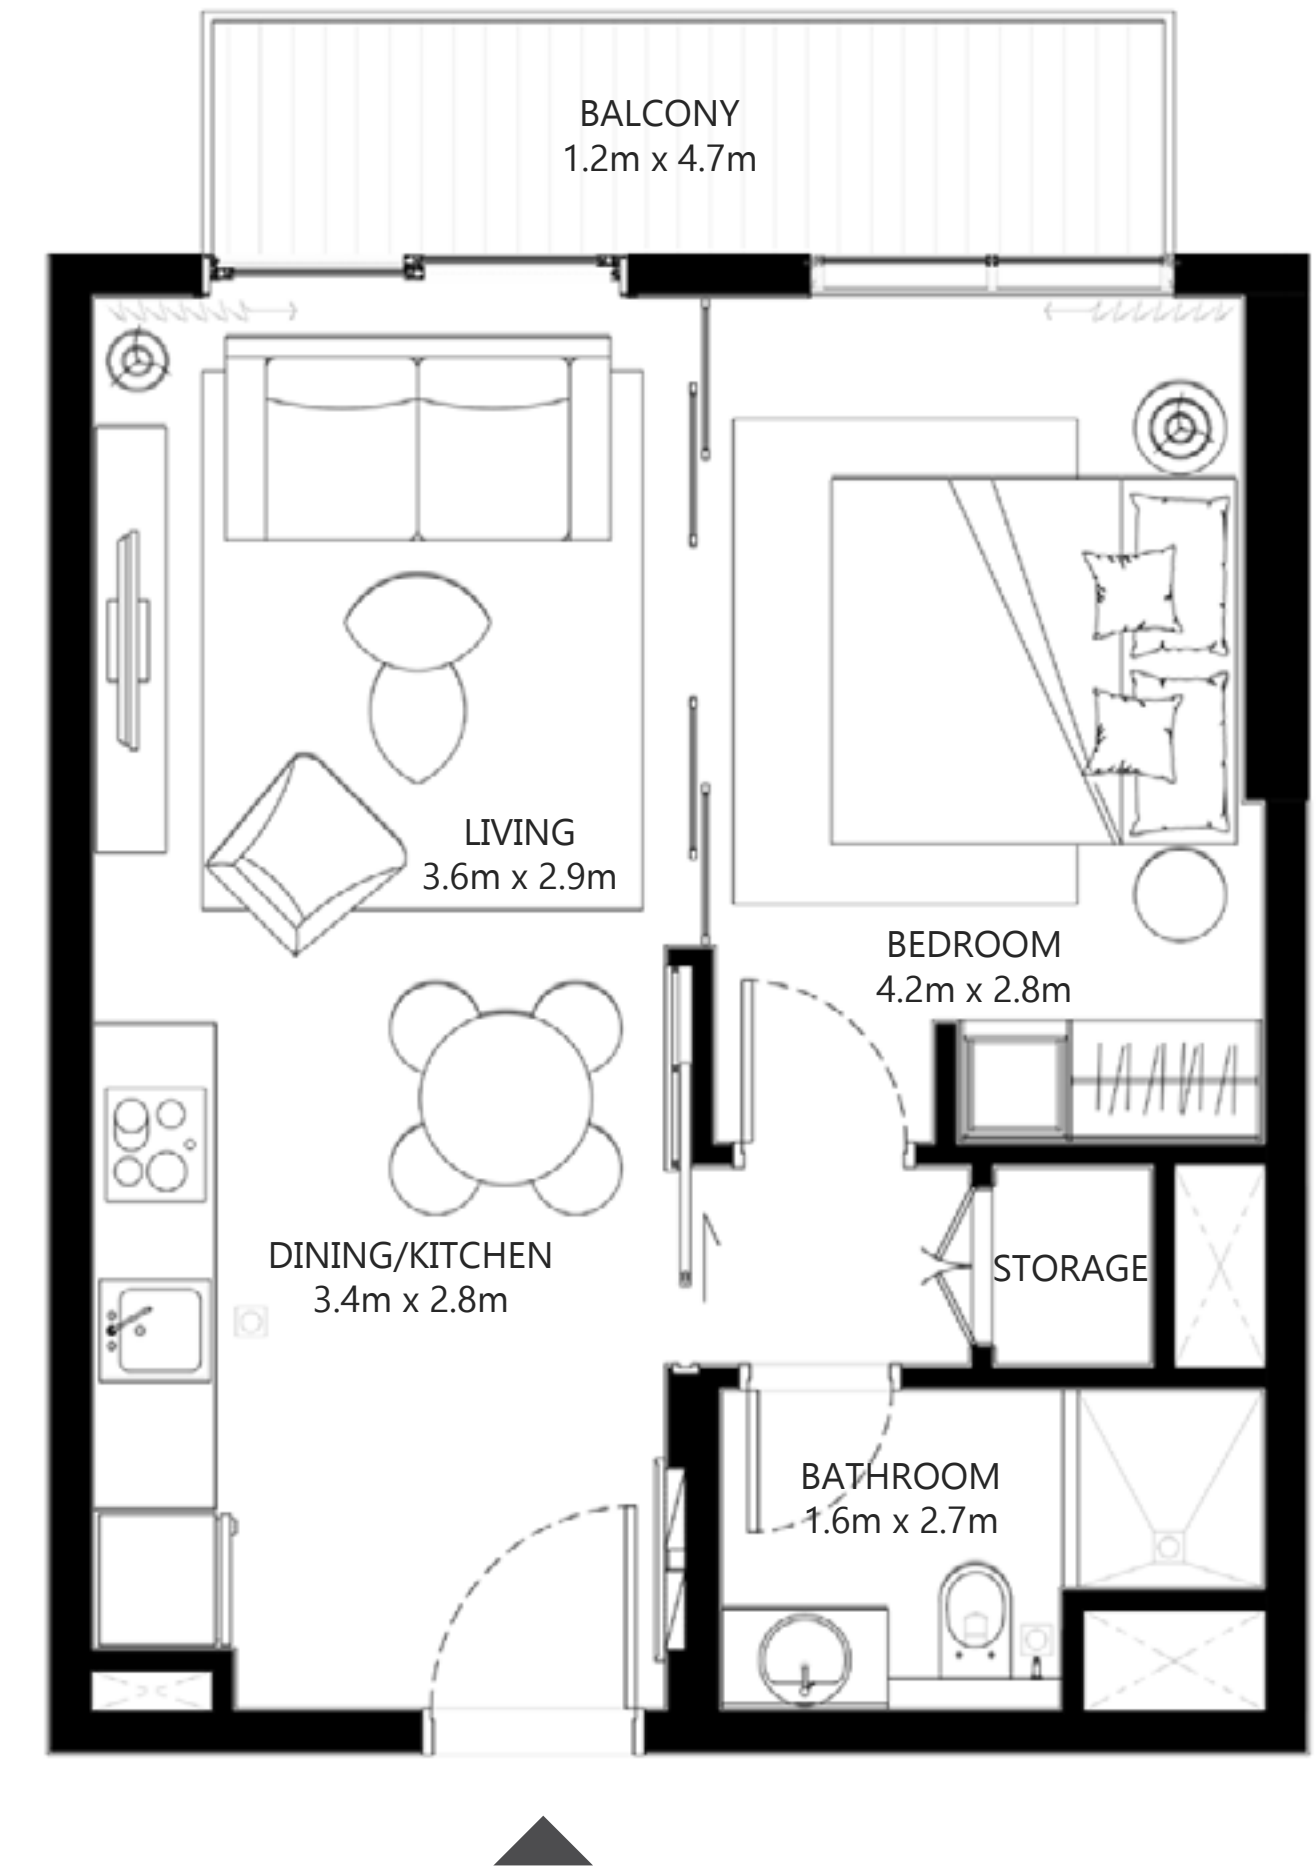 BALCONY
1.2m x 4.7m
LIVING
3.6m x 2.9m
BEDROOM
4.2m x 2.8m
DINING/KITCHEN
3.4m x 2.8m
STORAGE
BATHROOM
1.6m x 2.7m